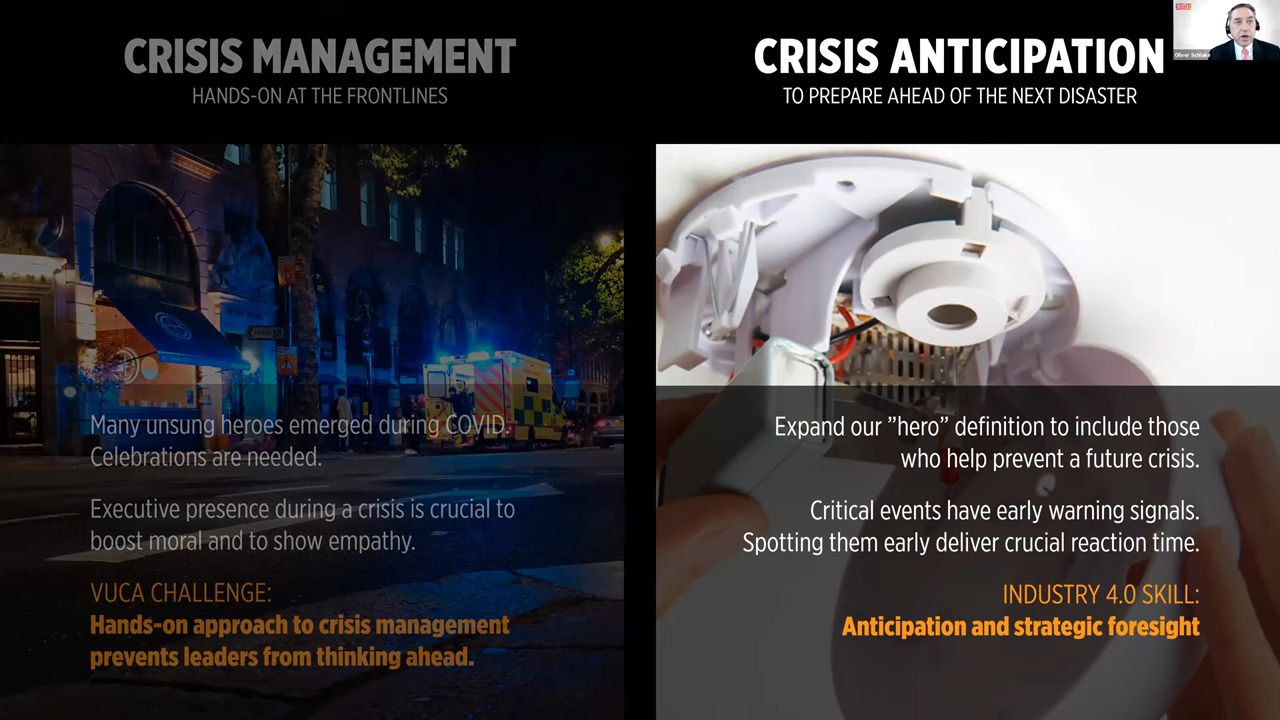 CRISIS MANAGEMENT
HANDS-ON AT THE FRONTLINES
Many unsung heroes emerged during COVID.
Celebrations are needed.
Executive presence during a crisis is crucial to
boost moral and to show empathy.
VUCA CHALLENGE:
Hands-on approach to crisis management
prevents leaders from thinking ahead.
CRISIS ANTICIPATION
TO PREPARE AHEAD OF THE NEXT DISASTER
Expand our ”hero” definition to include those
who help prevent a future crisis.
Critical events have early warning signals.
Spotting them early deliver crucial reaction time.
INDUSTRY 4.0 SKILL:
Anticipation and strategic foresight
Oliver Schlake